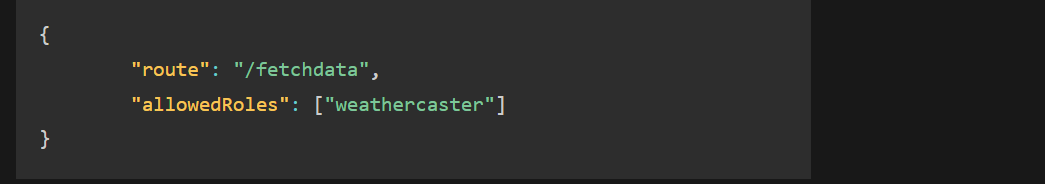 {
"route": "/fetchdata",
"allowedRoles": ["weathercaster"]
}